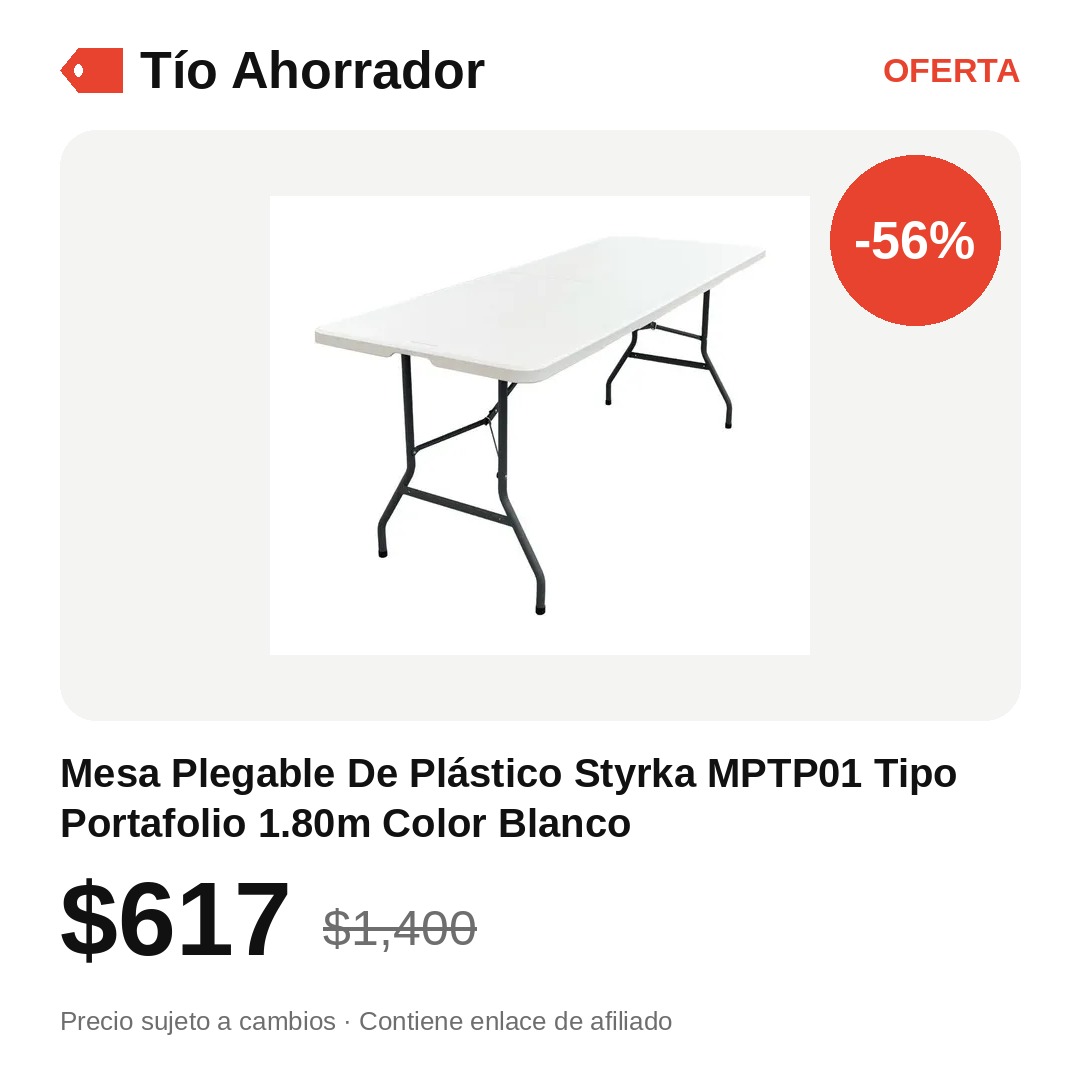 Tío Ahorrador
OFERTA
-56%
Mesa Plegable De Plástico Styrka MPTP01 Tipo
Portafolio 1.80m Color Blanco
$617 $1,400
Precio sujeto a cambios · Contiene enlace de afiliado